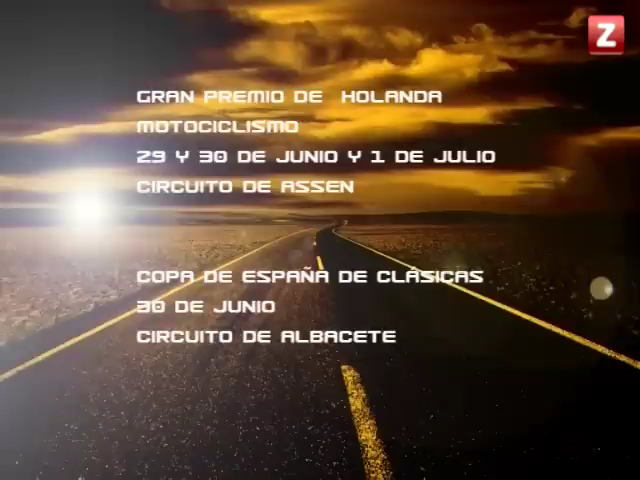 Z
GRAN PREMIO DE HOLANDA
MOTOCICLISMO
29 Y 30 DE JUNIO Y 1 DE JULIO
CIRCUITO DE ASSEN
COPA DE ESPAÑA DE CLÁSICAS
30 DE JUNIO
CIRCUITO DE ALBACETE